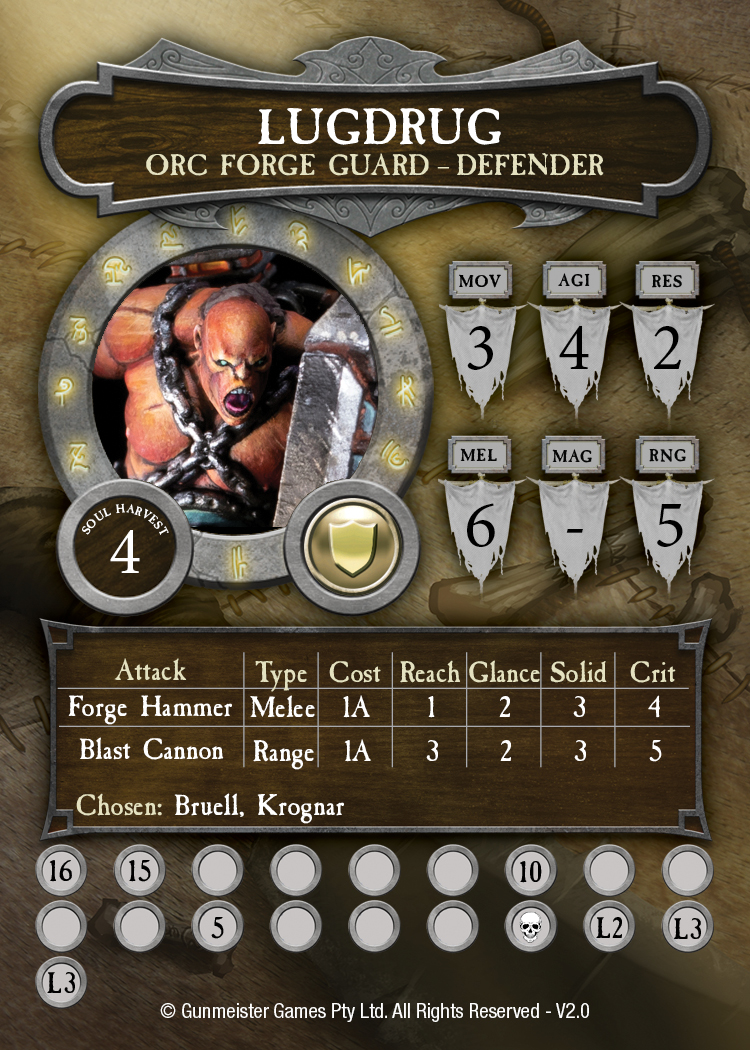 LUGDRUG
ORC FORGE GUARD – DEFENDER
MOV AGI RES
3 4 2
MEL MAG RNG
6 - 5
SOUL HARVEST
4
Attack Type Cost Reach Glance Solid Crit
Forge Hammer Melee 1A 1 2 3 4
Blast Cannon Range 1A 3 2 3 5
Chosen: Bruell, Krognar
16 15 10
5 L2 L3
L3
© Gunmeister Games Pty Ltd. All Rights Reserved - V2.0